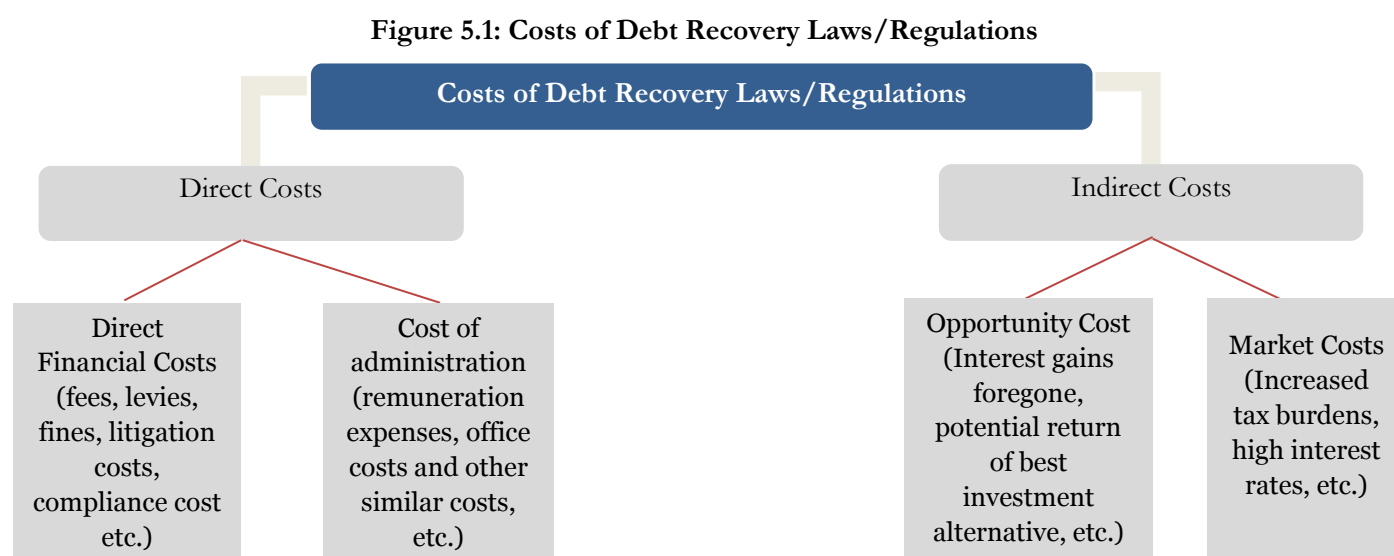 Figure 5.1: Costs of Debt Recovery Laws/Regulations
Costs of Debt Recovery Laws/Regulations
Direct Costs
Indirect Costs
Direct
Financial Costs
(fees, levies,
fines, litigation
costs,
compliance cost
etc.)
Cost of
administration
(remuneration
expenses, office
costs and other
similar costs,
etc.)
Opportunity Cost
(Interest gains
foregone,
potential return
of best
investment
alternative, etc.)
Market Costs
(Increased
tax burdens,
high interest
rates, etc.)